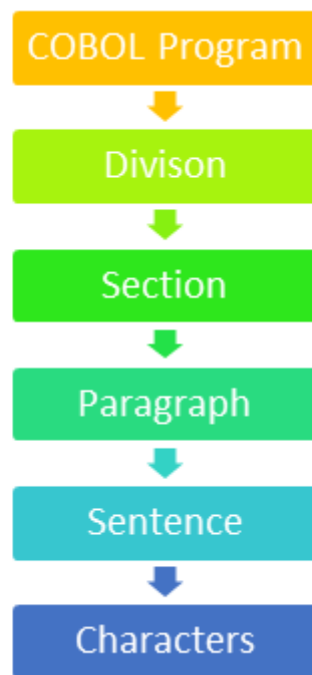 COBOL Program
Divison
Section
Paragraph
Sentence
Characters